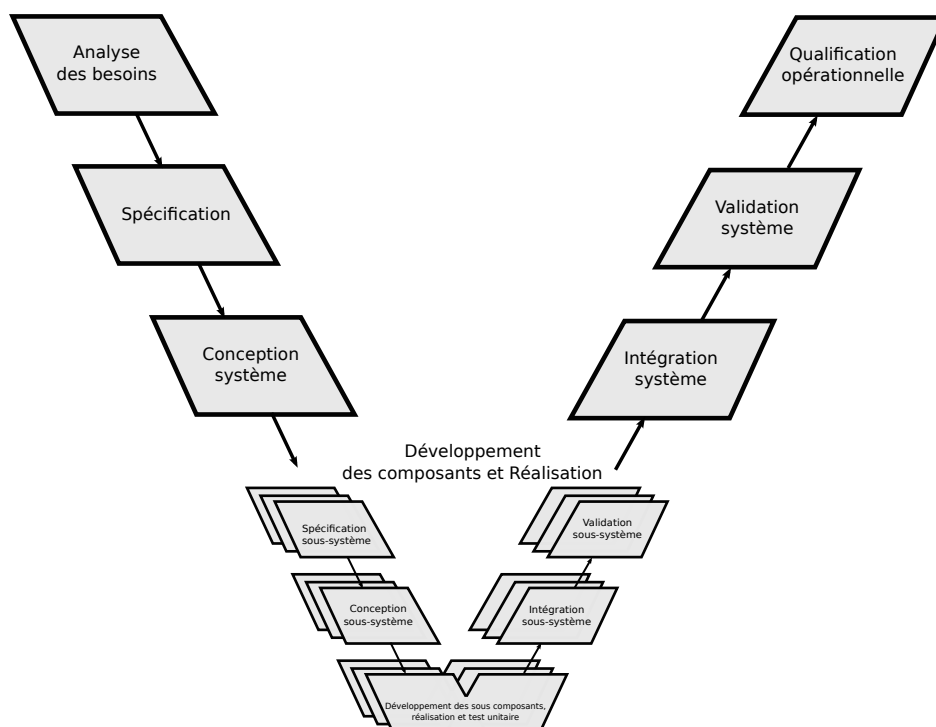 Analyse
des besoins
Qualification
opérationnelle
Spécification
Validation
système
Conception
système
Intégration
système
Développement
des composants et Réalisation
Spécification
sous-système
Validation
sous-système
Conception
sous-système
Intégration
sous-système
Développement des sous composants,
réalisation et test unitaire